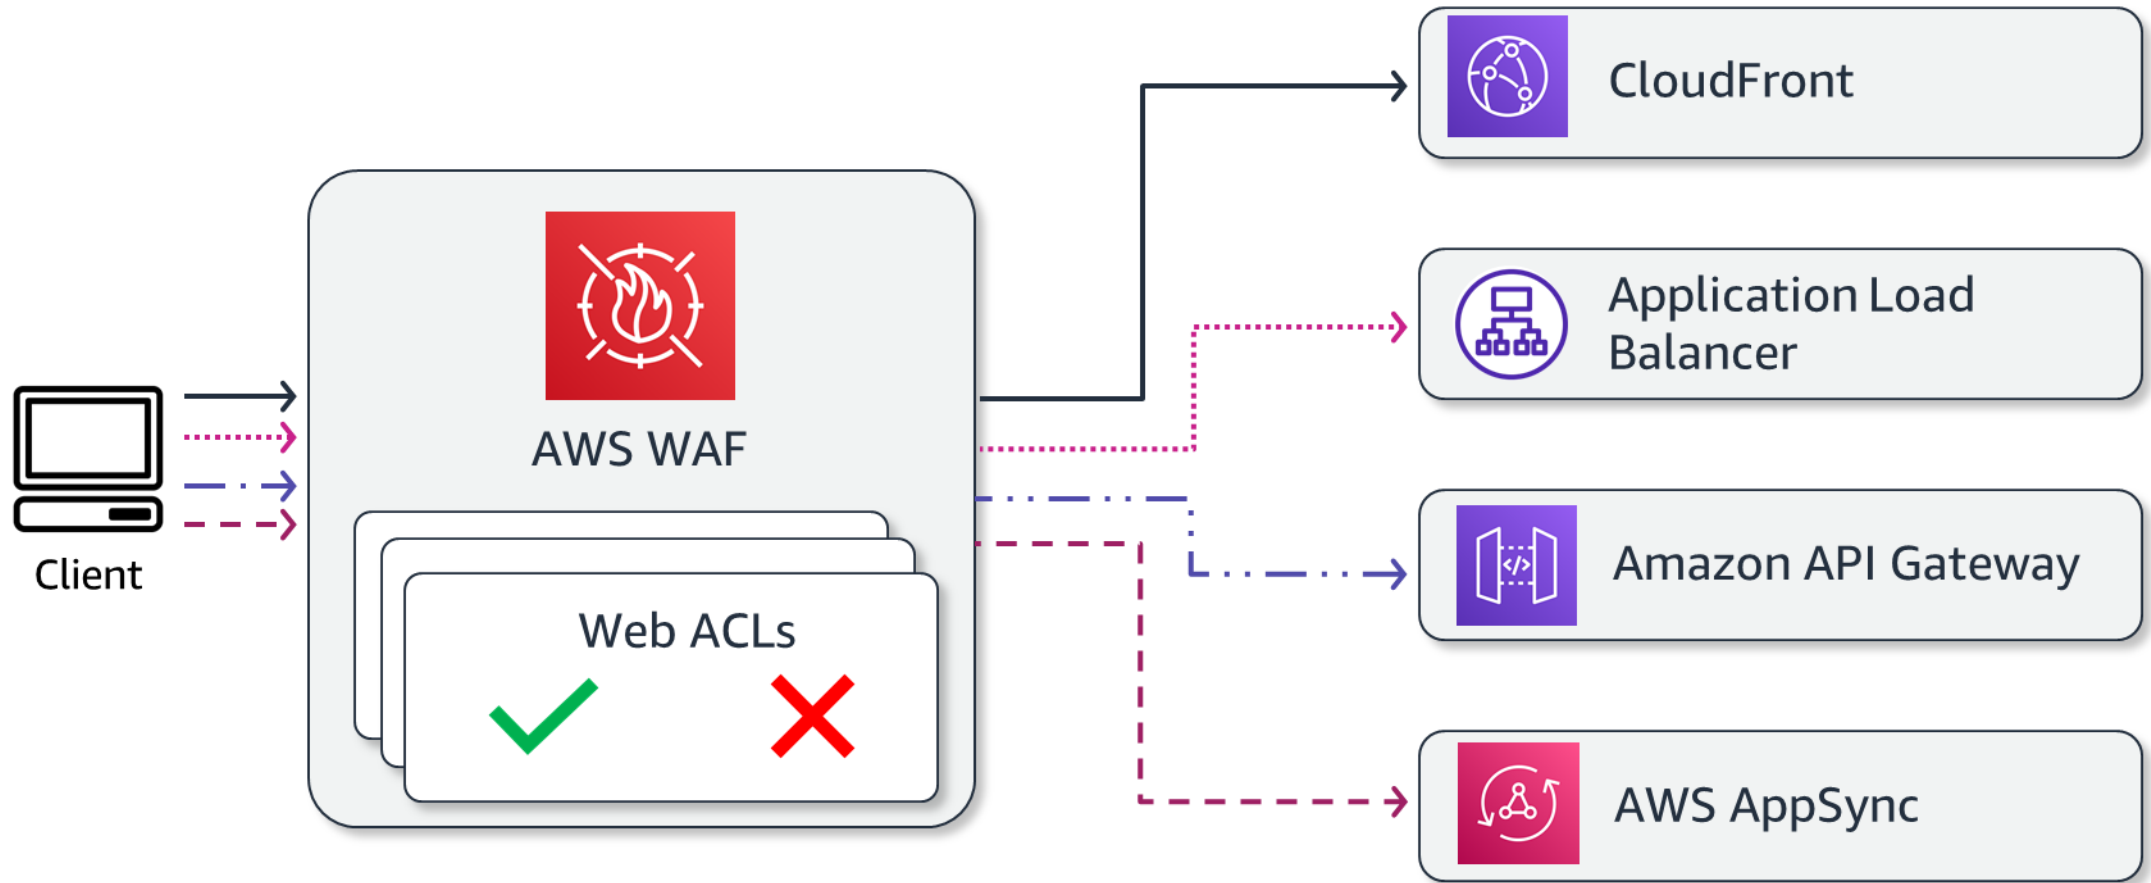 Client
AWS WAF
Web ACLs
CloudFront
Application Load
Balancer
</>
Amazon API Gateway
AWS AppSync